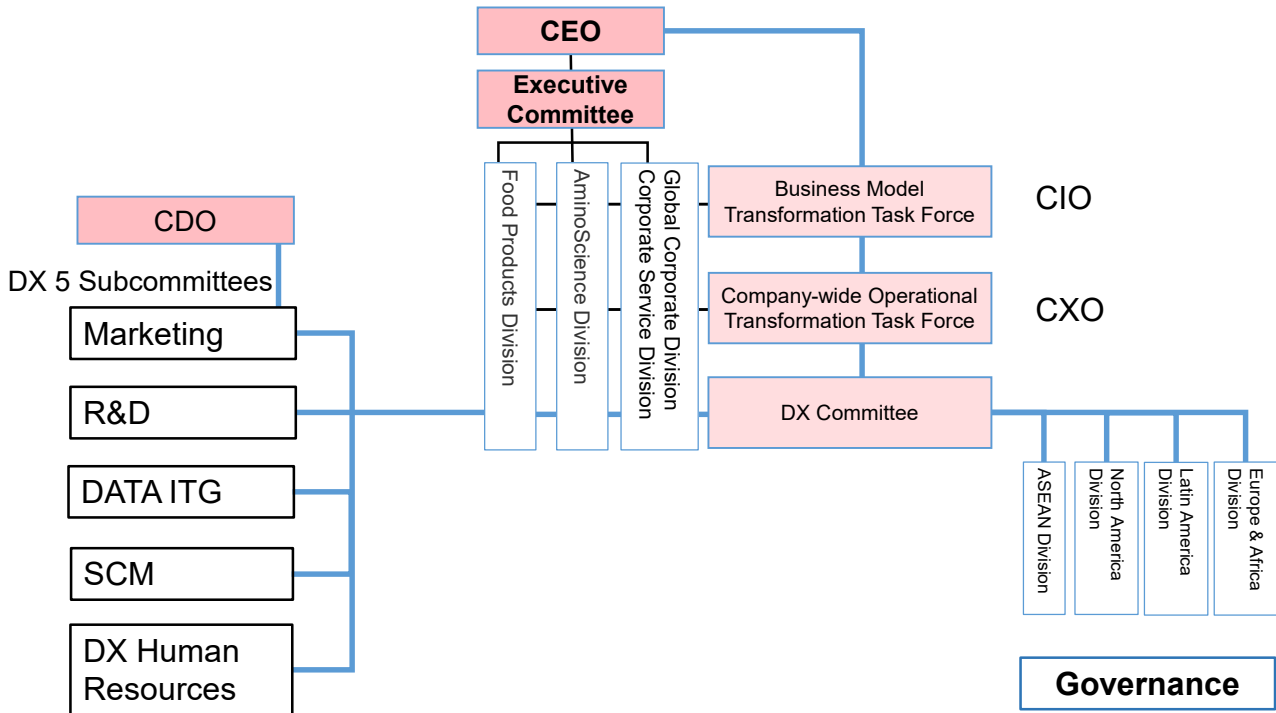 CEO
Executive
Committee
Food Products Division
AminoScience Division
Global Corporate Division
Corporate Service Division
Business Model
Transformation Task Force
CIO
CDO
DX 5 Subcommittees
Company-wide Operational
Transformation Task Force
CXO
Marketing
R&D
DX Committee
DATA ITG
SCM
DX Human
Resources
ASEAN Division
North America
Division
Latin America
Division
Europe & Africa
Division
Governance